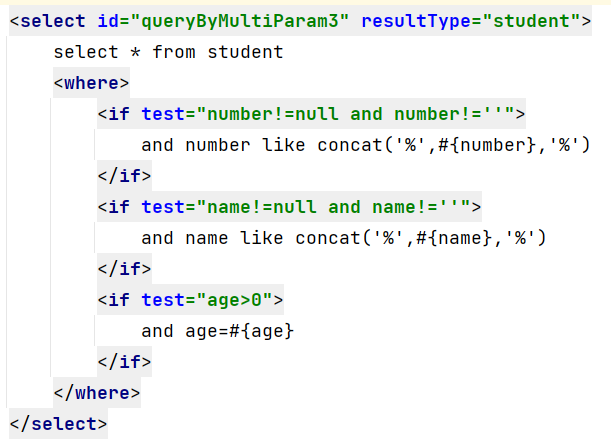 <select id="queryByMultiParam3" resultType="student">
    select * from student
    <where>
        <if test="number!=null and number!=''">
            and number like concat('%',#{number},'%')
        </if>
        <if test="name!=null and name!=''">
            and name like concat('%',#{name},'%')
        </if>
        <if test="age>0">
            and age=#{age}
        </if>
    </where>
</select>